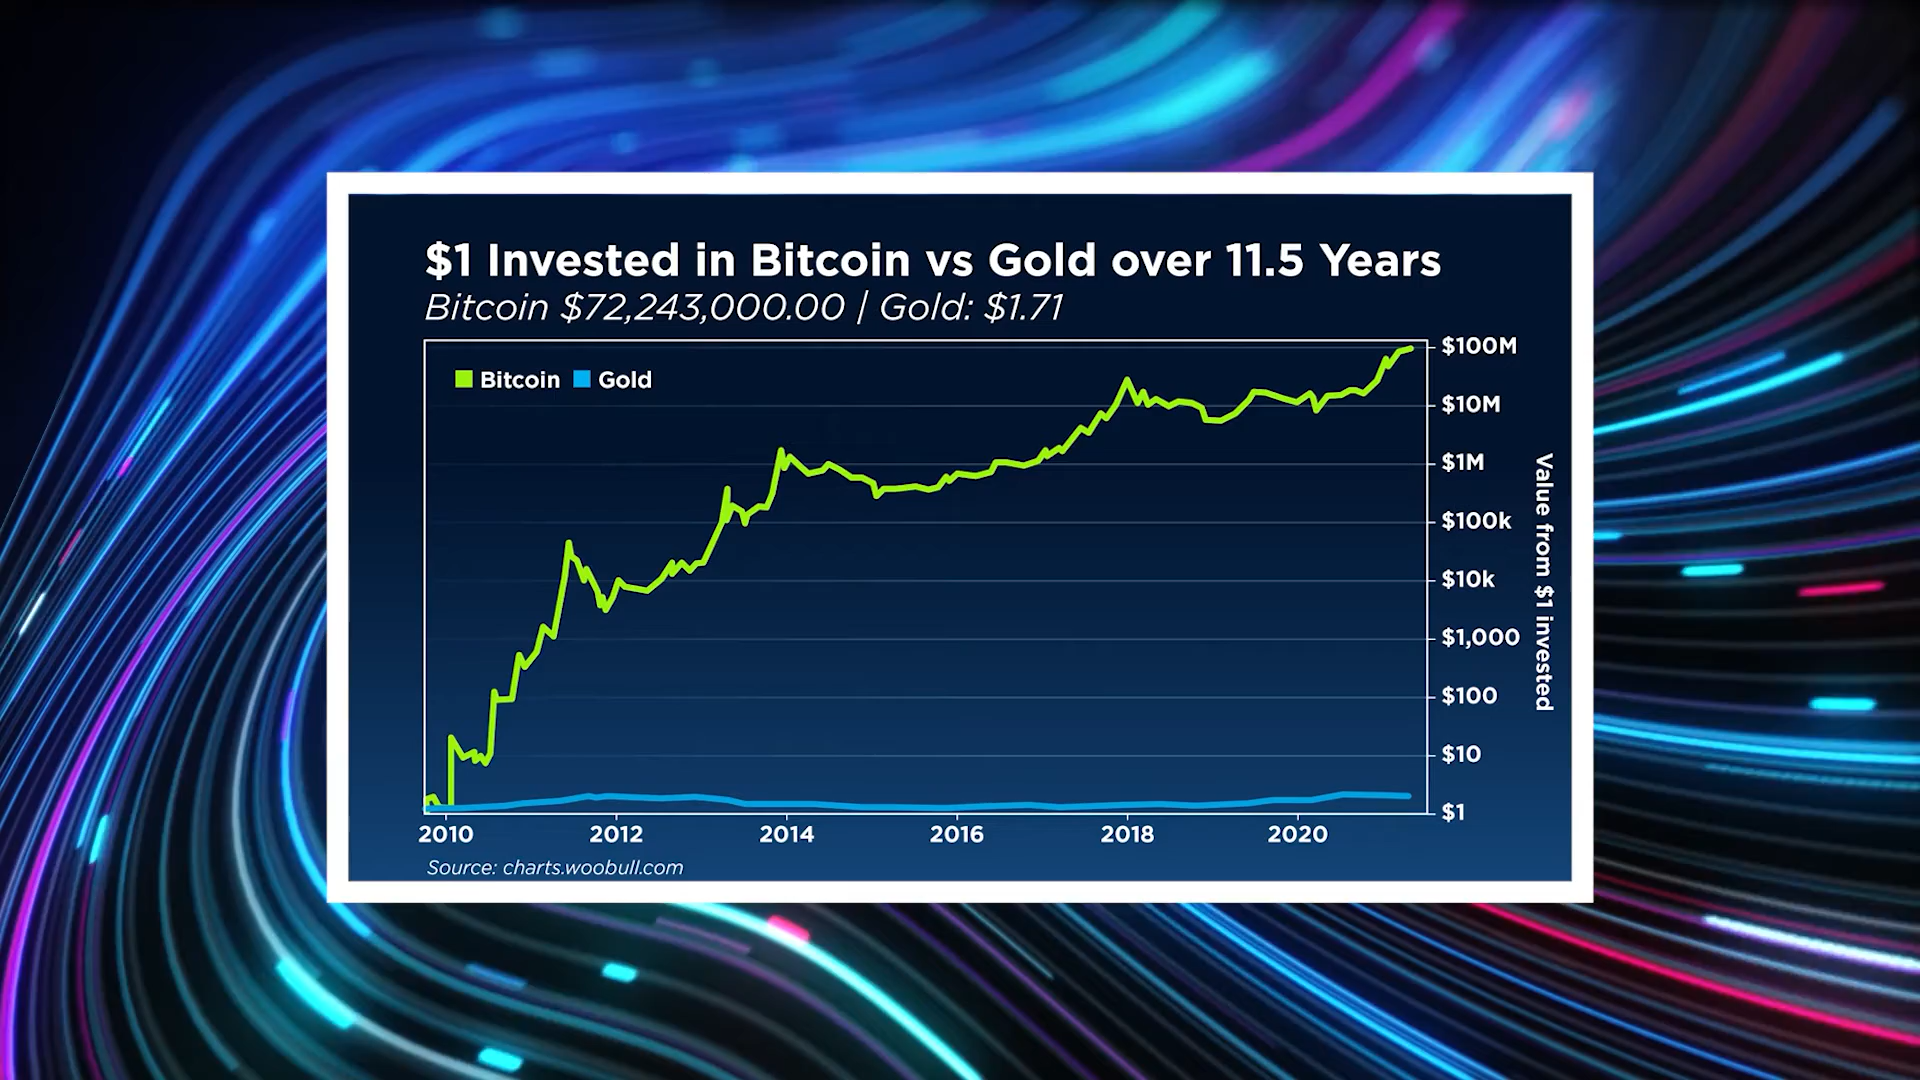 $1 Invested in Bitcoin vs Gold over 11.5 Years
Bitcoin $72,243,000.00 | Gold: $1.71
Bitcoin Gold
$100M
$10M
$1M
$100k
$10k
$1,000
$100
$10
$1
Value from $1 invested
2010 2012 2014 2016 2018 2020
Source: charts.woobull.com